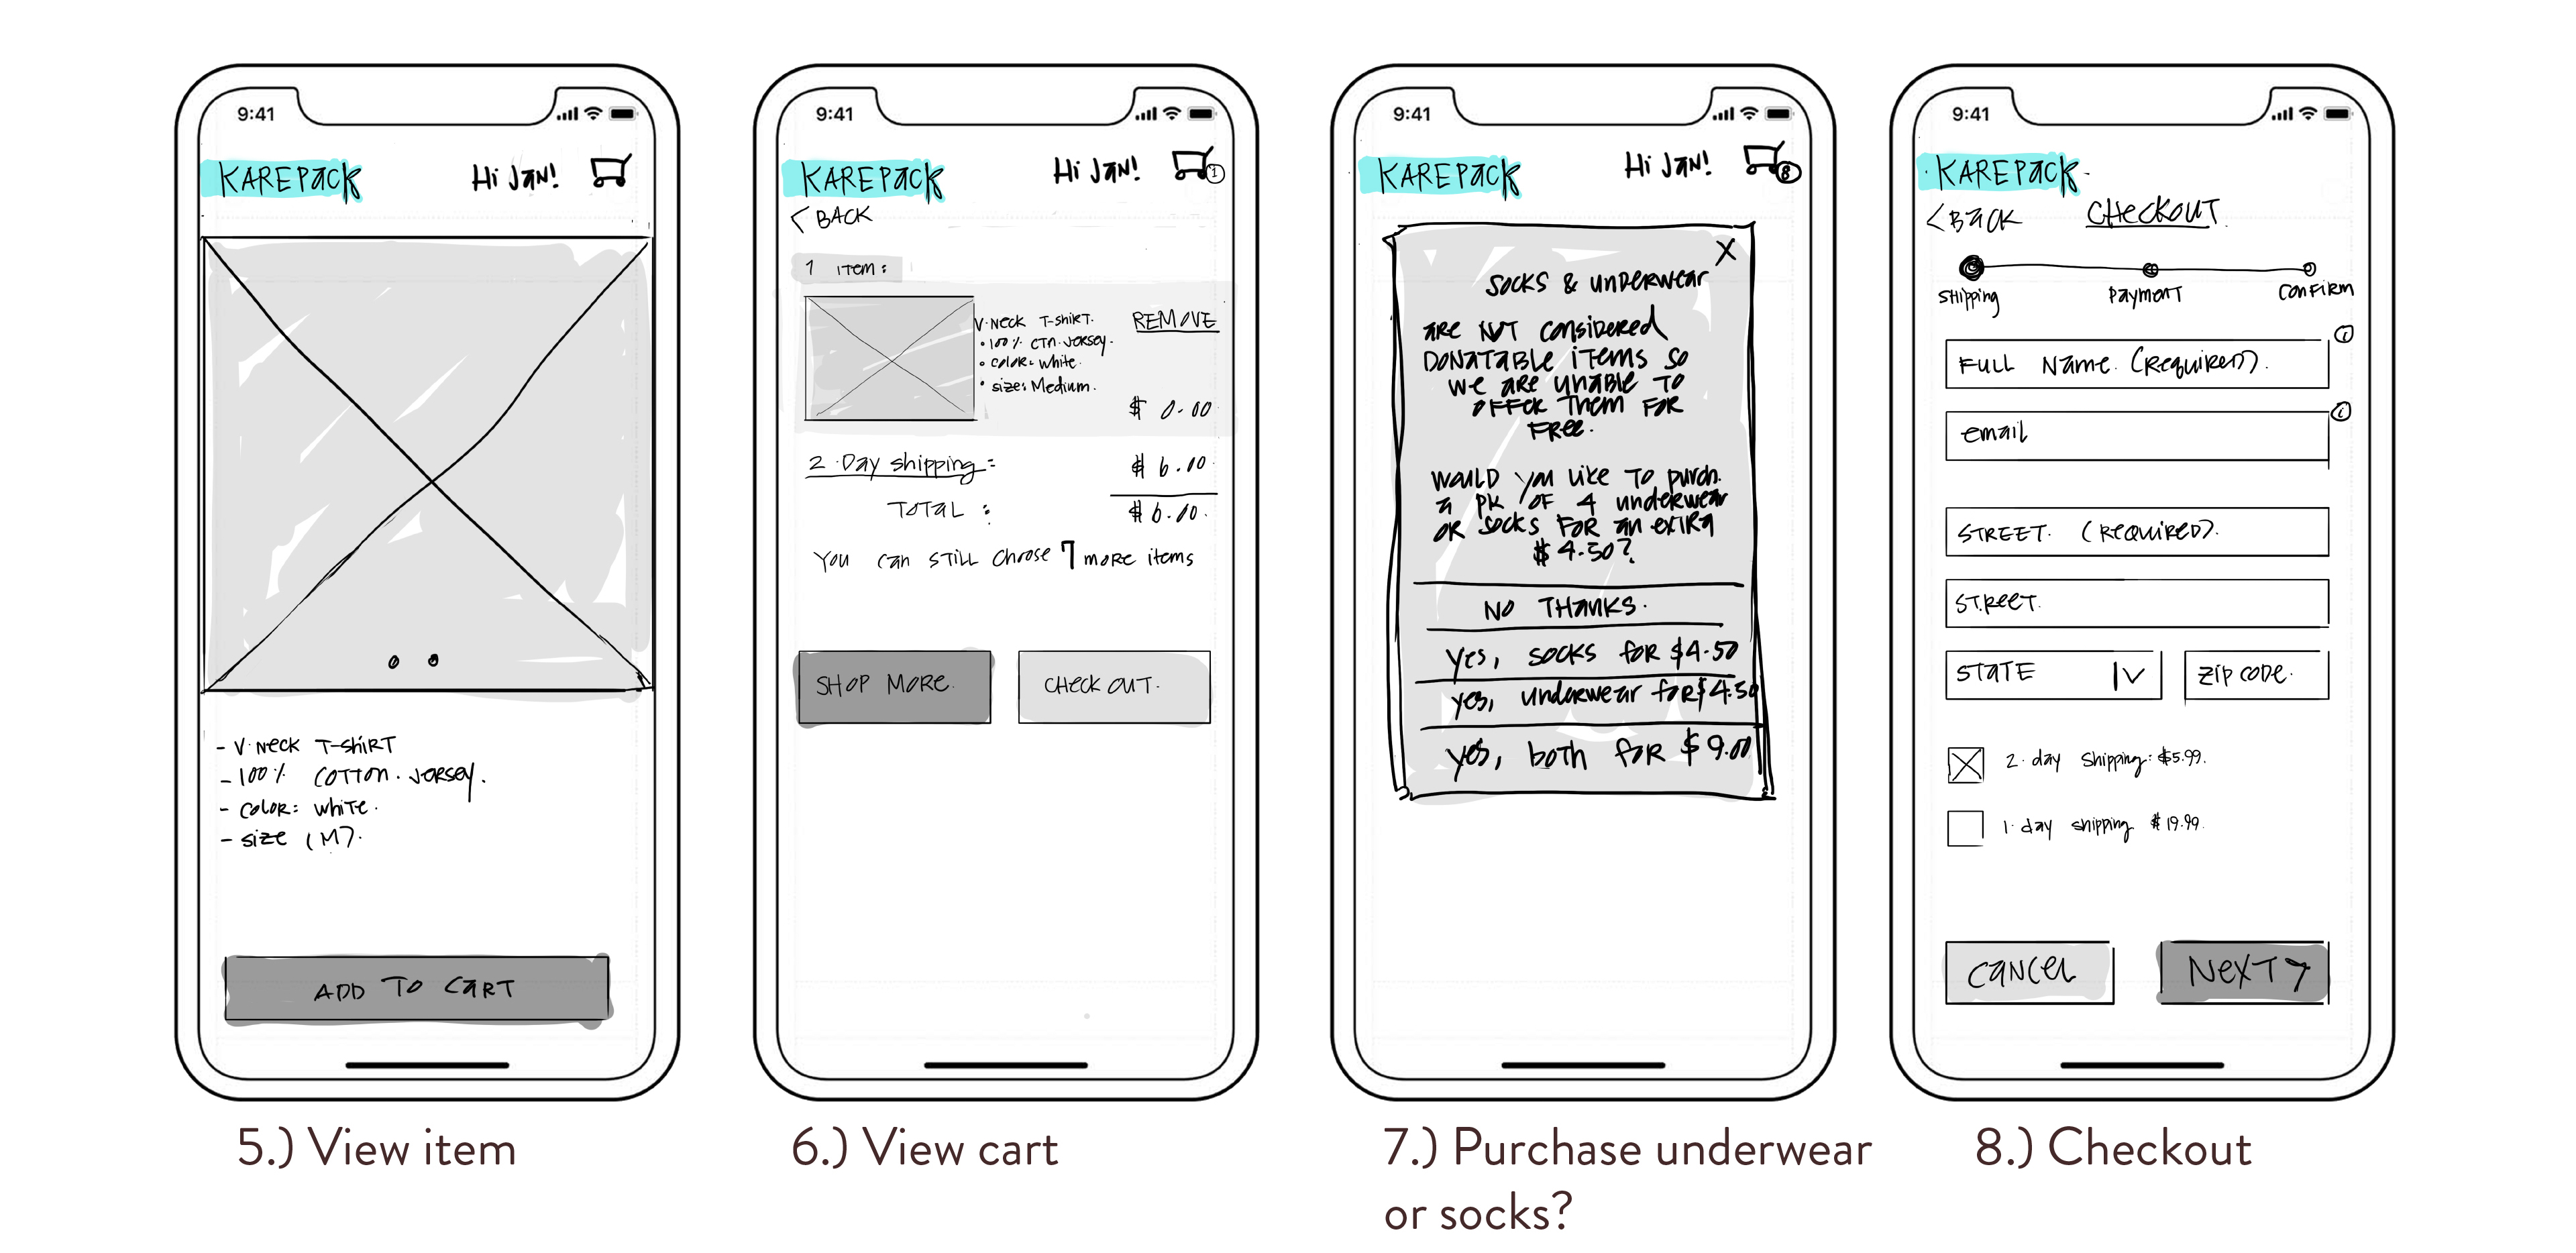 9:41
KAREPACK
Hi JAN!
- V-NECK T-SHIRT
- 100% COTTON. JERSEY.
- COLOR: WHITE.
- SIZE (M).
ADD TO CART
5.) View item
9:41
KAREPACK
Hi JAN!
1
< BACK
1 ITEM:
V-NECK T-SHIRT.
• 100% CTN. JERSEY.
• COLOR: WHITE
• SIZE: MEDIUM.
REMOVE
$ 0.00
2-DAY SHIPPING:
$ 6.00
TOTAL:
$ 6.00.
YOU CAN STILL CHOOSE 7 MORE ITEMS
SHOP MORE.
CHECK OUT.
6.) View cart
9:41
KAREPACK
Hi JAN!
8
X
SOCKS & UNDERWEAR
ARE NOT CONSIDERED
DONATABLE ITEMS SO
WE ARE UNABLE TO
OFFER THEM FOR
FREE.
WOULD YOU LIKE TO PURCH.
A PK OF 4 UNDERWEAR
OR SOCKS FOR AN EXTRA
$ 4.50?
NO THANKS.
YES, SOCKS FOR $4.50
YES, UNDERWEAR FOR $4.50
YES, BOTH FOR $9.00
7.) Purchase underwear
or socks?
9:41
KAREPACK
< BACK
CHECKOUT
SHIPPING
PAYMENT
CONFIRM
i
FULL NAME. (REQUIRED).
i
EMAIL
STREET. (REQUIRED).
STREET.
STATE
ZIP CODE.
2-day Shipping: $5.99.
1-day shipping $19.99.
CANCEL
NEXT >
8.) Checkout